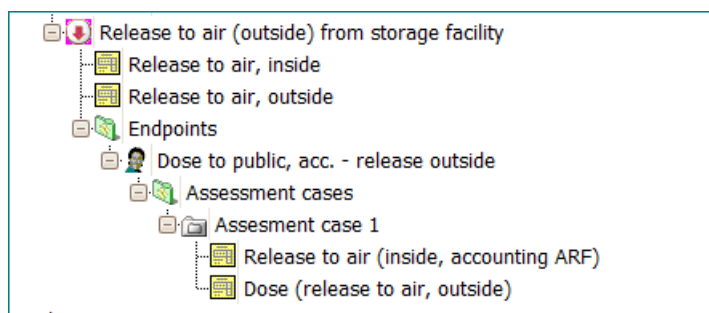 Release to air (outside) from storage facility
Release to air, inside
Release to air, outside
Endpoints
Dose to public, acc. - release outside
Assessment cases
Assesment case 1
Release to air (inside, accounting ARF)
Dose (release to air, outside)